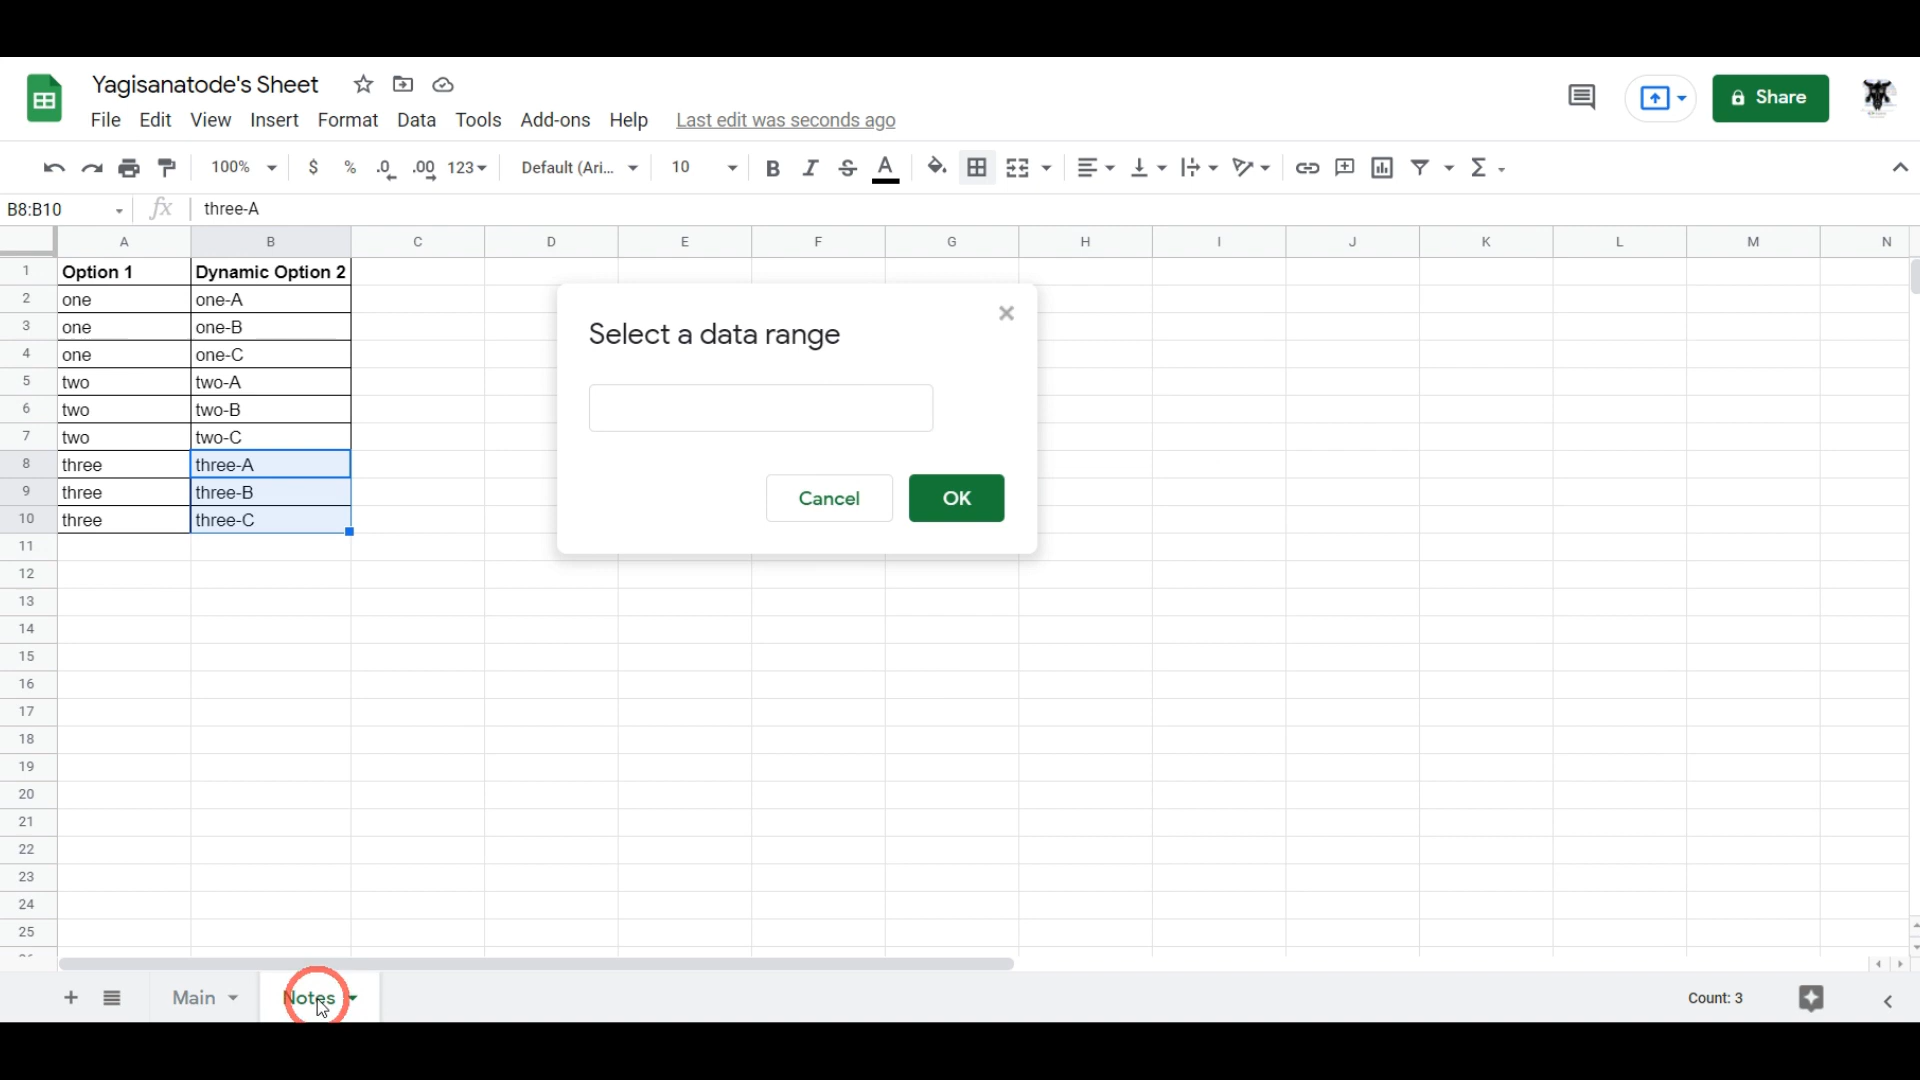 Yagisanatode's Sheet
File Edit View Insert Format Data Tools Add-ons Help Last edit was seconds ago
Share
100% $ % .0 .00 123 Default (Ari... 10 B I S A Σ
B8:B10 fx three-A
A B C D E F G H I J K L M N
1 Option 1 Dynamic Option 2
2 one one-A
3 one one-B
4 one one-C
5 two two-A
6 two two-B
7 two two-C
8 three three-A
9 three three-B
10 three three-C
11
12
13
14
15
16
17
18
19
20
21
22
23
24
25
Select a data range
Cancel OK
Main Notes Count: 3